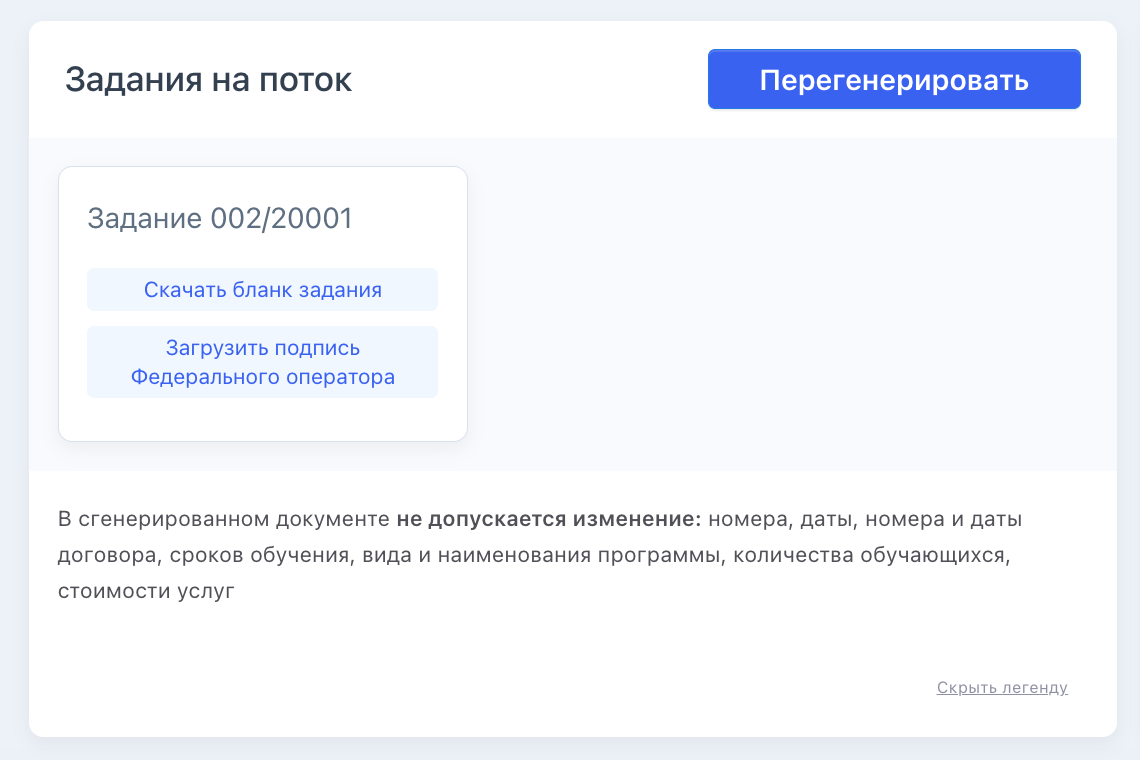 Задания на поток
Перегенерировать
Задание 002/20001
Скачать бланк задания
Загрузить подпись
Федерального оператора
В сгенерированном документе не допускается изменение: номера, даты, номера и даты
договора, сроков обучения, вида и наименования программы, количества обучающихся,
стоимости услуг
Скрыть легенду